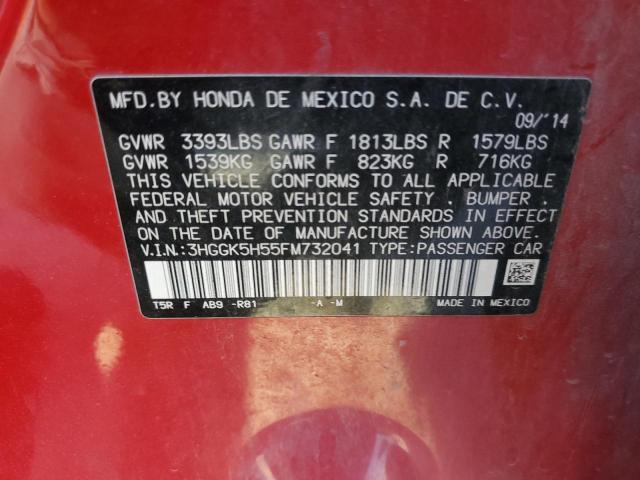 MFD.BY HONDA DE MEXICO S.A. DE C.V.
09/'14
GVWR 3393LBS GAWR F 1813LBS R 1579LBS
GVWR 1539KG GAWR F 823KG R 716KG
THIS VEHICLE CONFORMS TO ALL APPLICABLE
FEDERAL MOTOR VEHICLE SAFETY . BUMPER .
AND THEFT PREVENTION STANDARDS IN EFFECT
ON THE DATE OF MANUFACTURE SHOWN ABOVE.
V.I.N.:3HGGK5H55FM732041 TYPE:PASSENGER CAR
T5R F AB9 -R81 -A -M MADE IN MEXICO